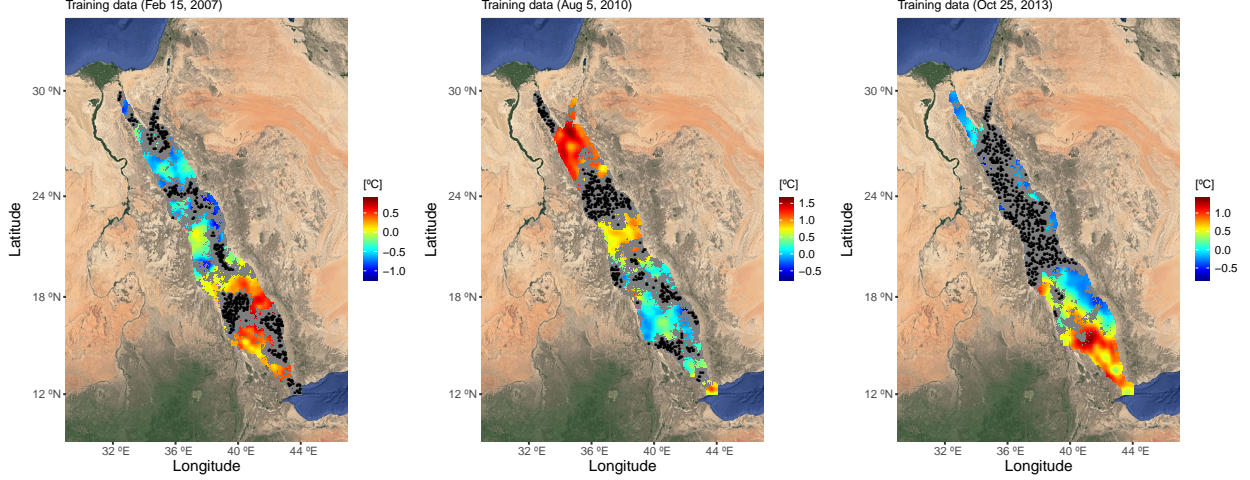 Training data (Feb 15, 2007)
30 ºN
24 ºN
18 ºN
12 ºN
Latitude
32 ºE 36 ºE 40 ºE 44 ºE
Longitude
[ºC]
0.5
0.0
−0.5
−1.0
Training data (Aug 5, 2010)
30 ºN
24 ºN
18 ºN
12 ºN
Latitude
32 ºE 36 ºE 40 ºE 44 ºE
Longitude
[ºC]
1.5
1.0
0.5
0.0
−0.5
Training data (Oct 25, 2013)
30 ºN
24 ºN
18 ºN
12 ºN
Latitude
32 ºE 36 ºE 40 ºE 44 ºE
Longitude
[ºC]
1.0
0.5
0.0
−0.5